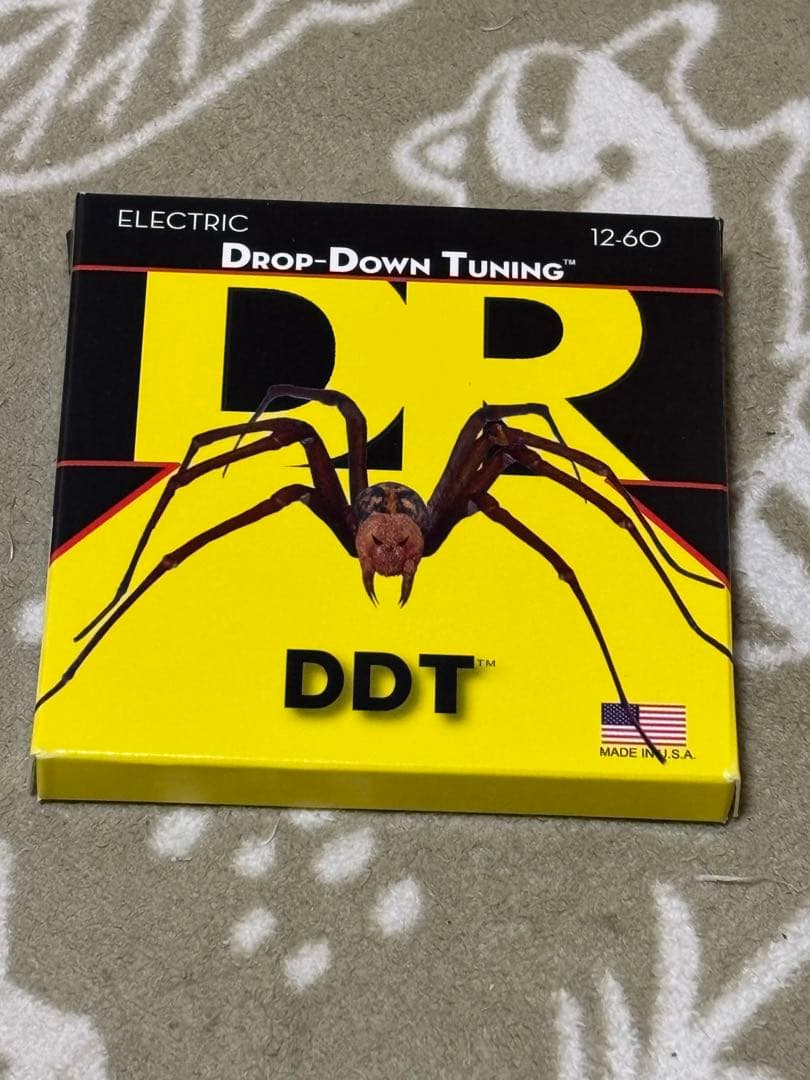 ELECTRIC
12-60
DROP-DOWN TUNING™
DR
DDT™
MADE IN U.S.A.